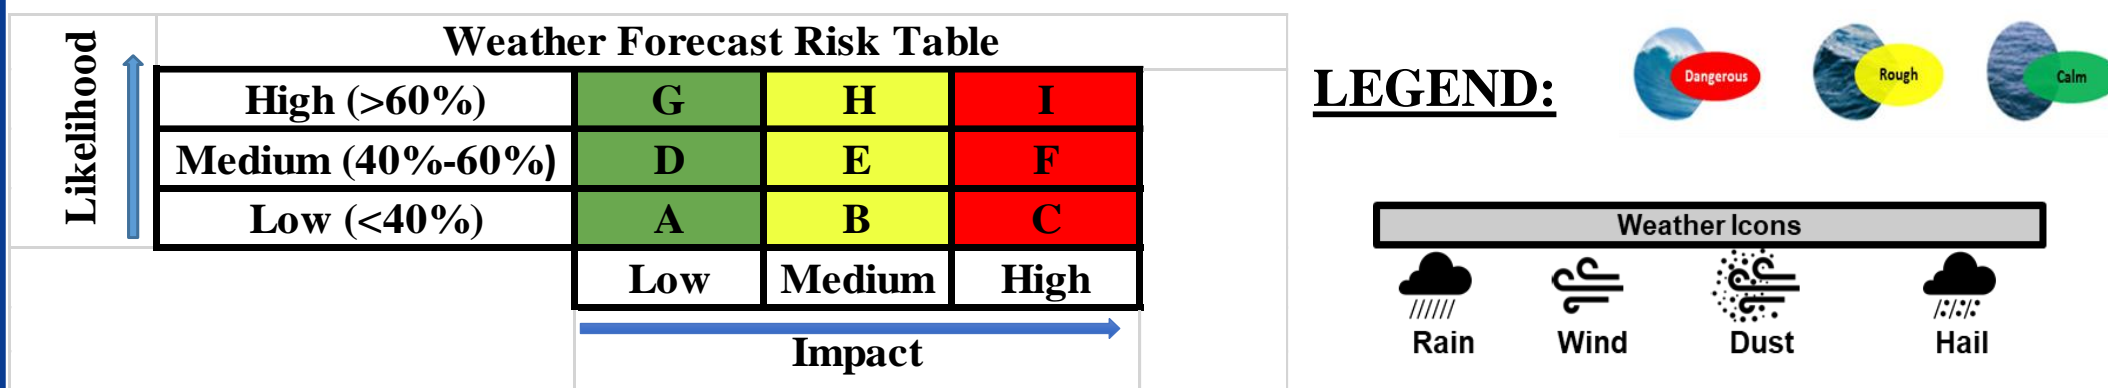 Likelihood
Weather Forecast Risk Table
High (>60%) G H I
Medium (40%-60%) D E F
Low (<40%) A B C
Low Medium High
Impact
LEGEND:
Dangerous Rough Calm
Weather Icons
Rain Wind Dust Hail